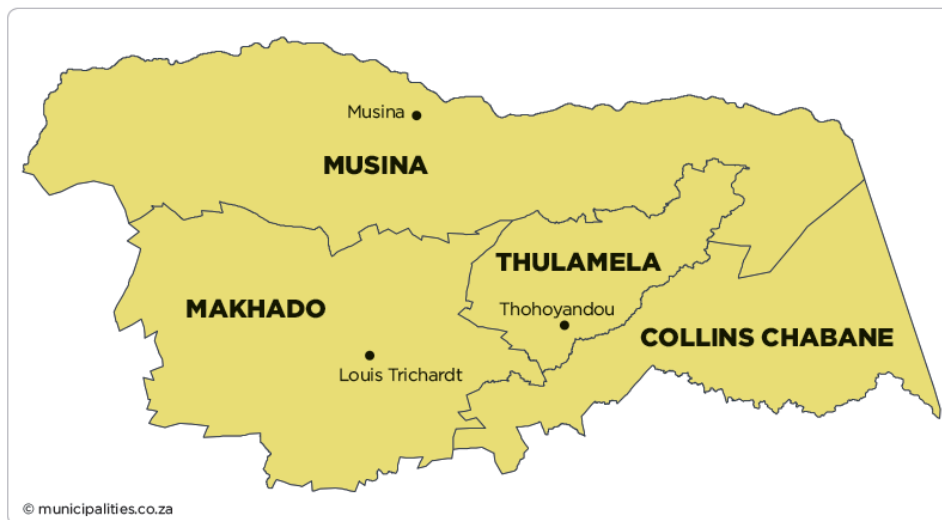 Musina
MUSINA
THULAMELA
MAKHADO
Thohoyandou
COLLINS CHABANE
Louis Trichardt
© municipalities.co.za